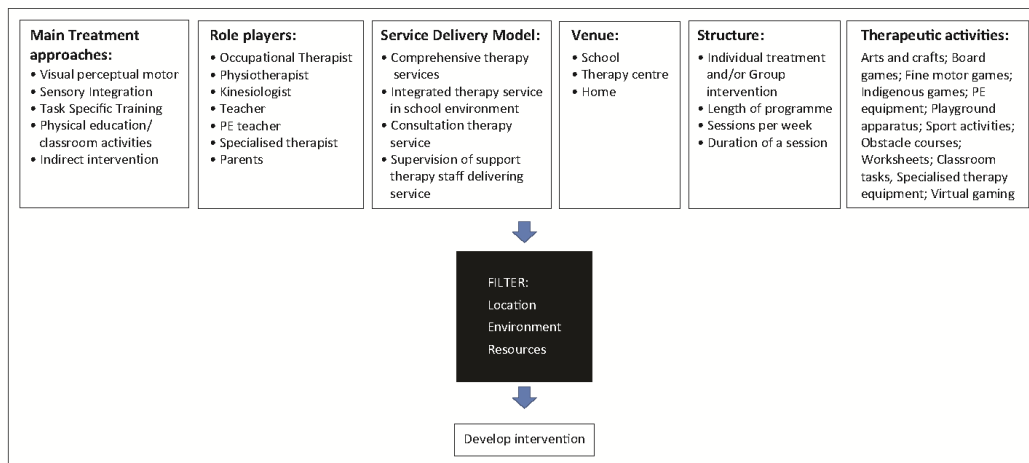 Main Treatment
approaches:
• Visual perceptual motor
• Sensory Integration
• Task Specific Training
• Physical education/
classroom activities
• Indirect intervention
Role players:
• Occupational Therapist
• Physiotherapist
• Kinesiologist
• Teacher
• PE teacher
• Specialised therapist
• Parents
Service Delivery Model:
• Comprehensive therapy
services
• Integrated therapy service
in school environment
• Consultation therapy
service
• Supervision of support
therapy staff delivering
service
Venue:
• School
• Therapy centre
• Home
Structure:
• Individual treatment
and/or Group
intervention
• Length of programme
• Sessions per week
• Duration of a session
Therapeutic activities:
Arts and crafts; Board
games; Fine motor games;
Indigenous games; PE
equipment; Playground
apparatus; Sport activities;
Obstacle courses;
Worksheets; Classroom
tasks, Specialised therapy
equipment; Virtual gaming
FILTER:
Location
Environment
Resources
Develop intervention